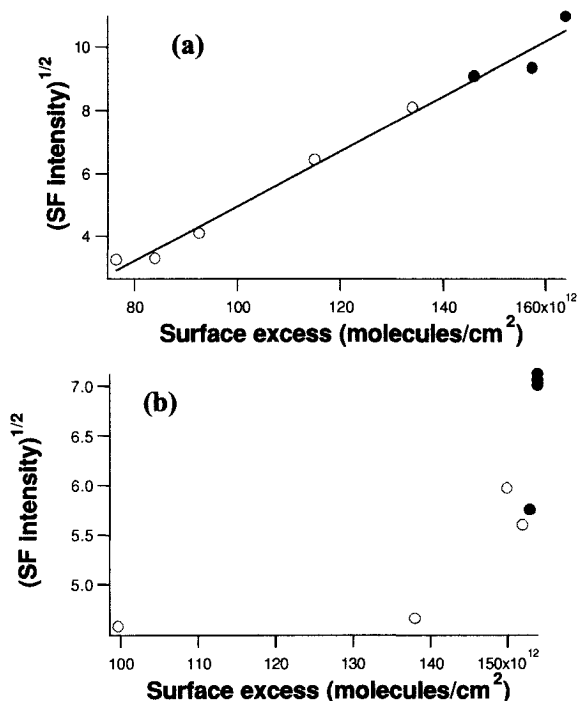 (a)
(SF intensity)^1/2
10
8
6
4
80 100 120 140 160x10^12
Surface excess (molecules/cm^2)
(b)
(SF intensity)^1/2
7.0
6.5
6.0
5.5
5.0
100 110 120 130 140 150x10^12
Surface excess (molecules/cm^2)